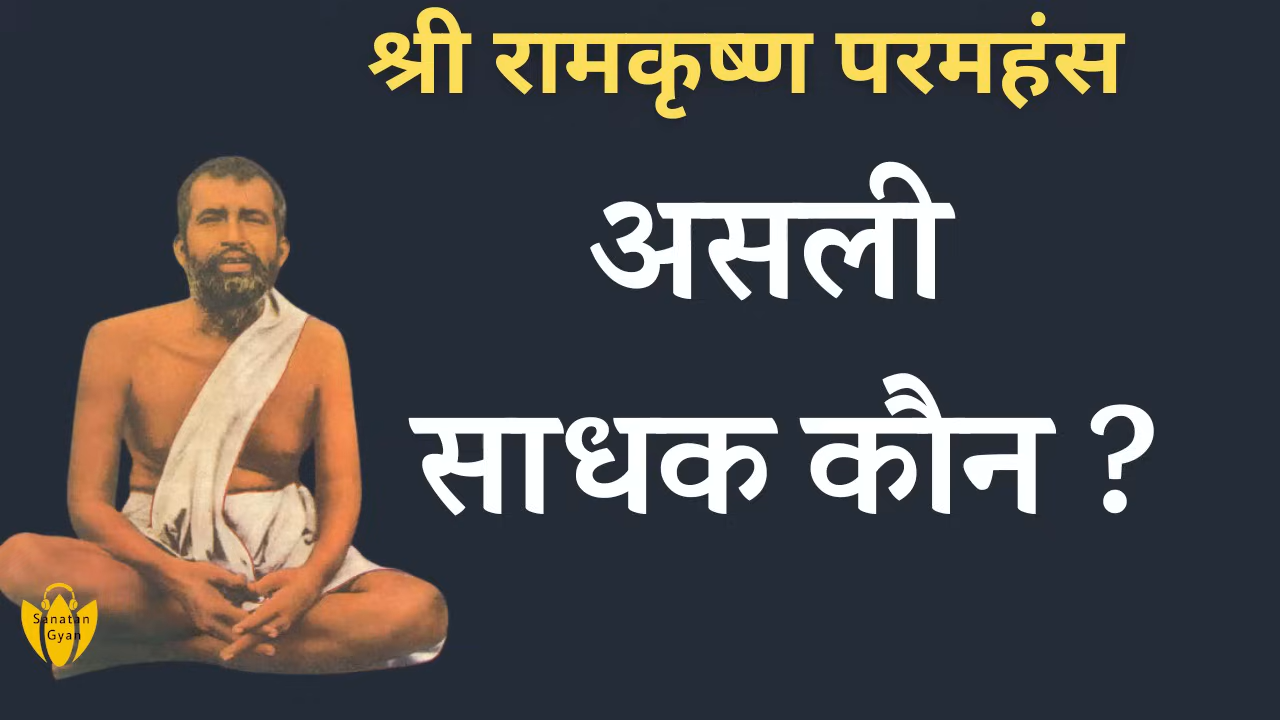 श्री रामकृष्ण परमहंस
असली
साधक कौन ?
Sanatan
Gyan